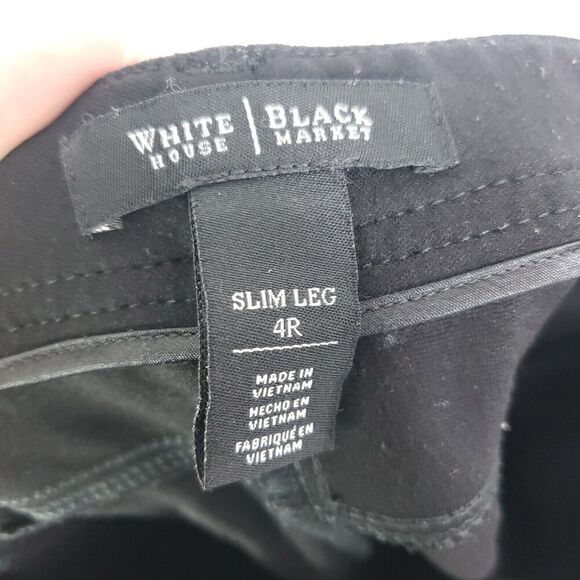 WHITE HOUSE | BLACK MARKET
SLIM LEG
4R
MADE IN
VIETNAM
HECHO EN
VIETNAM
FABRIQUÉ EN
VIETNAM